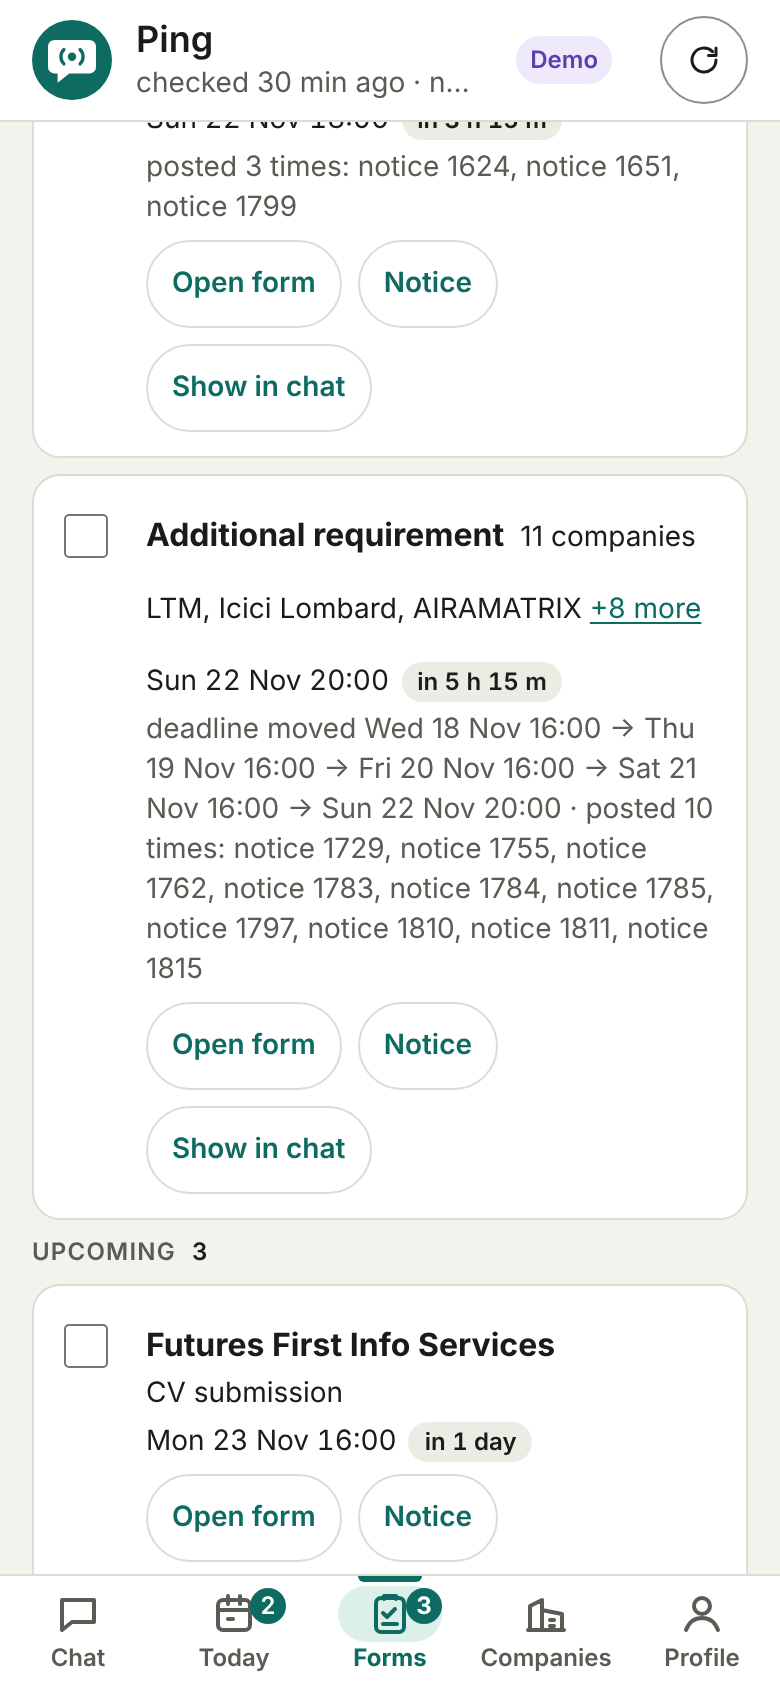 Ping
checked 30 min ago · n...
Demo
Sun 22 Nov 18:00
posted 3 times: notice 1624, notice 1651,
notice 1799
Open form
Notice
Show in chat
Additional requirement 11 companies
LTM, Icici Lombard, AIRAMATRIX +8 more
Sun 22 Nov 20:00 in 5 h 15 m
deadline moved Wed 18 Nov 16:00 → Thu
19 Nov 16:00 → Fri 20 Nov 16:00 → Sat 21
Nov 16:00 → Sun 22 Nov 20:00 · posted 10
times: notice 1729, notice 1755, notice
1762, notice 1783, notice 1784, notice 1785,
notice 1797, notice 1810, notice 1811, notice
1815
Open form
Notice
Show in chat
UPCOMING 3
Futures First Info Services
CV submission
Mon 23 Nov 16:00 in 1 day
Open form
Notice
Chat
2
Today
3
Forms
Companies
Profile